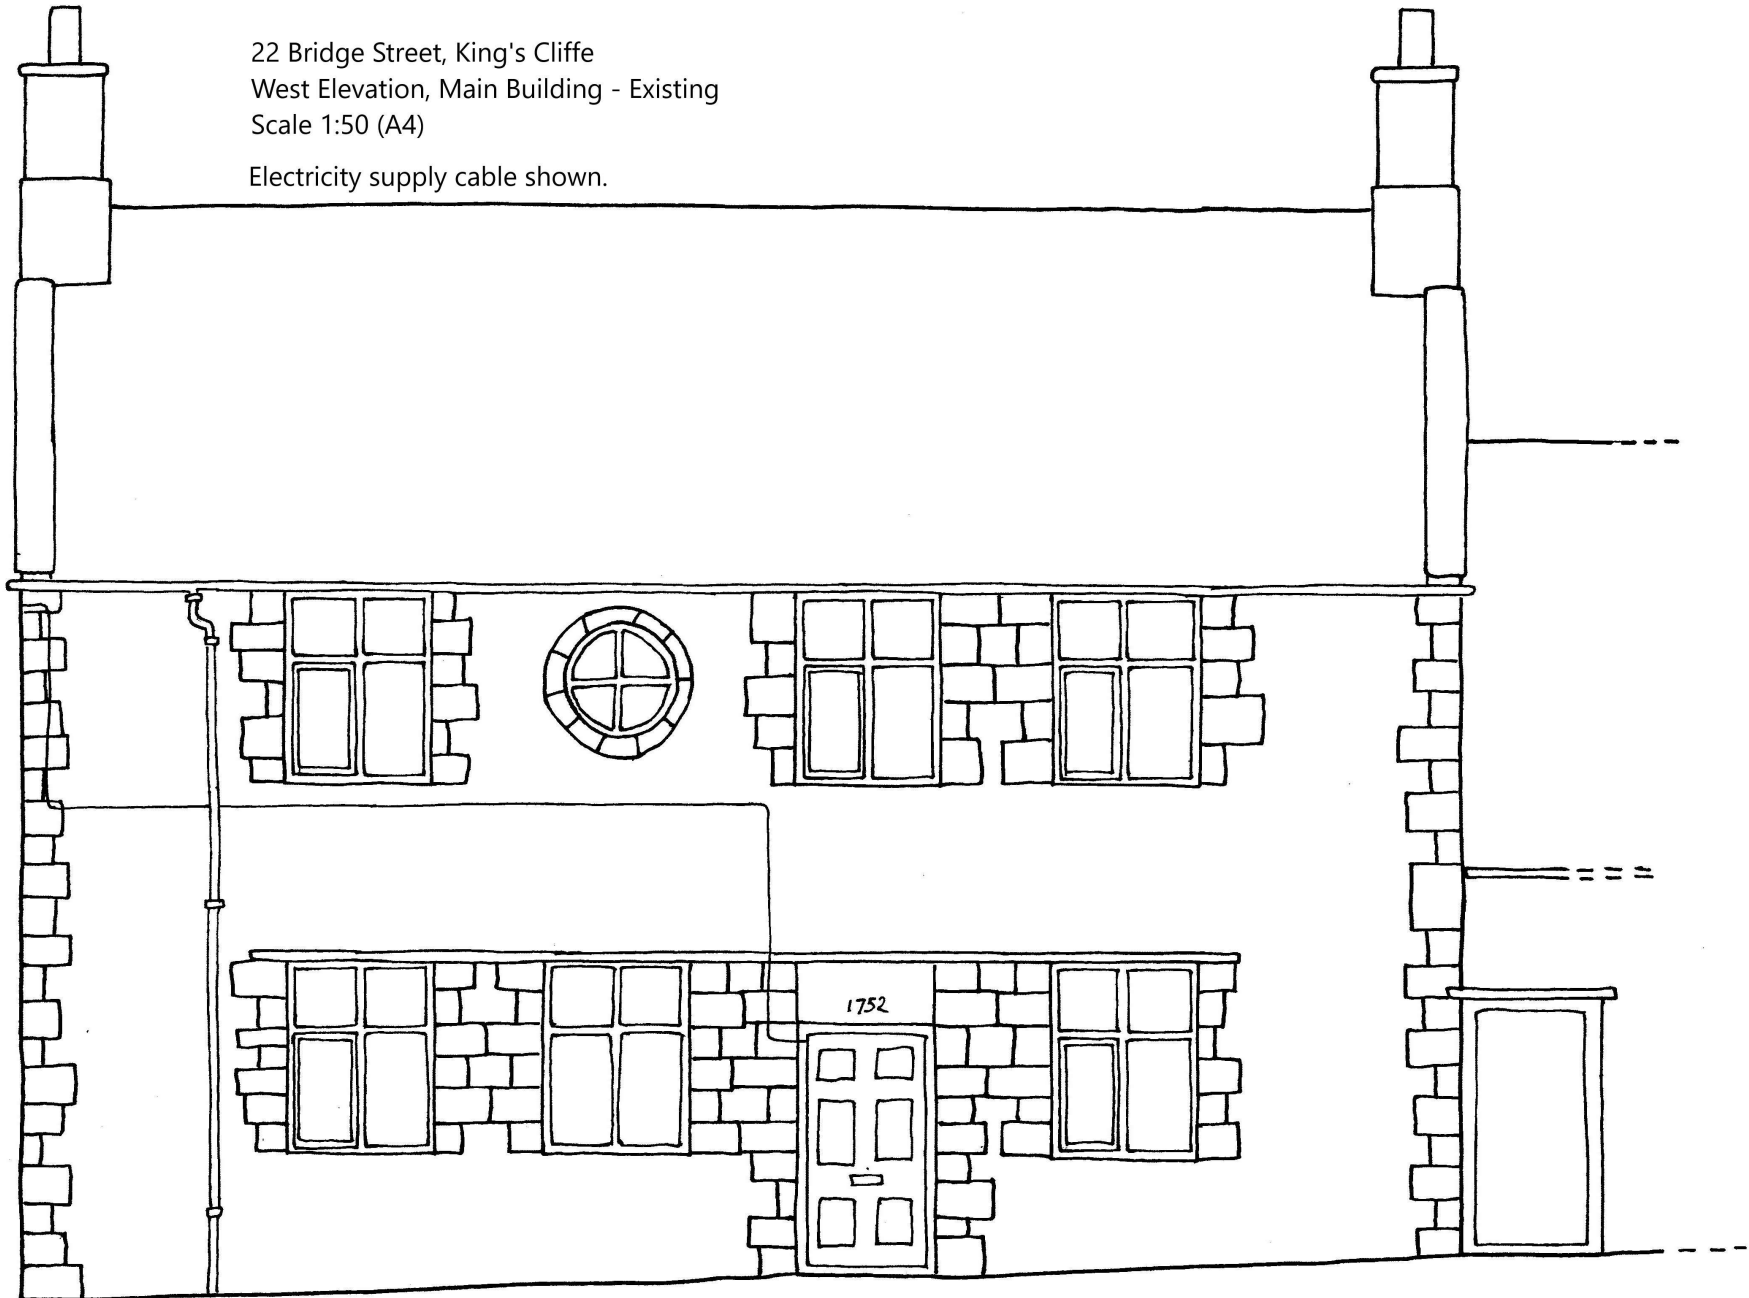 22 Bridge Street, King's Cliffe
West Elevation, Main Building - Existing
Scale 1:50 (A4)
Electricity supply cable shown.
1752